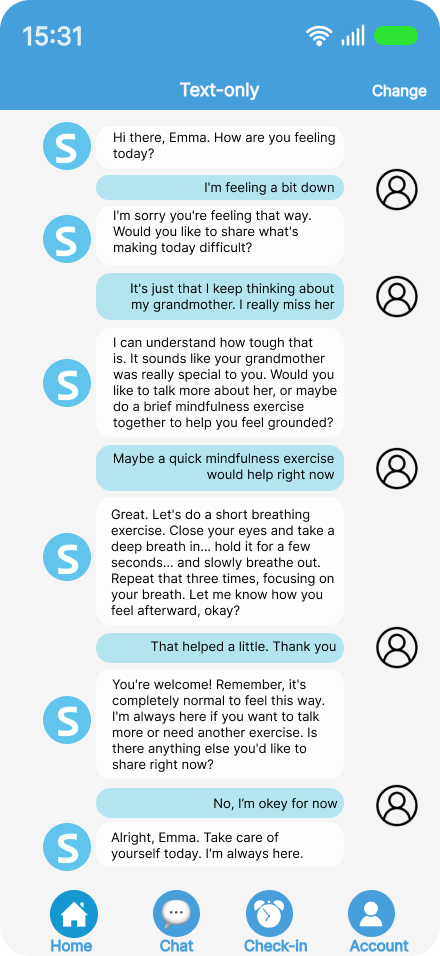 15:31
Text-only
Change
S
Hi there, Emma. How are you feeling
today?
I'm feeling a bit down
S
I'm sorry you're feeling that way.
Would you like to share what's
making today difficult?
It's just that I keep thinking about
my grandmother. I really miss her
S
I can understand how tough that
is. It sounds like your grandmother
was really special to you. Would you
like to talk more about her, or maybe
do a brief mindfulness exercise
together to help you feel grounded?
Maybe a quick mindfulness exercise
would help right now
S
Great. Let's do a short breathing
exercise. Close your eyes and take a
deep breath in... hold it for a few
seconds... and slowly breathe out.
Repeat that three times, focusing on
your breath. Let me know how you
feel afterward, okay?
That helped a little. Thank you
S
You're welcome! Remember, it's
completely normal to feel this way.
I'm always here if you want to talk
more or need another exercise. Is
there anything else you'd like to
share right now?
No, I'm okey for now
S
Alright, Emma. Take care of
yourself today. I'm always here.
Home
Chat
Check-in
Account